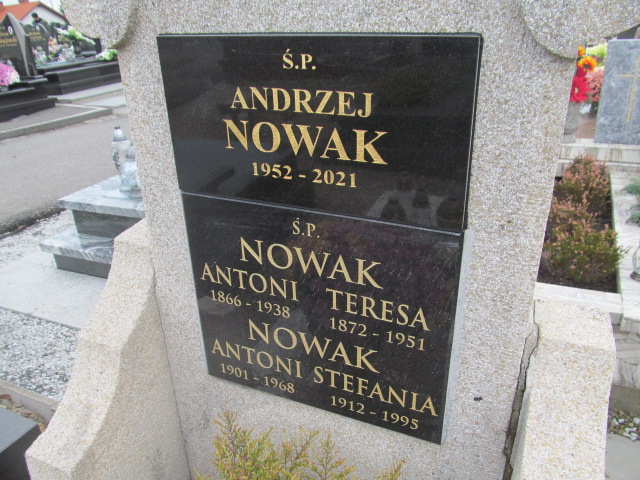 Ś.P.
ANDRZEJ
NOWAK
1952 - 2021
Ś.P.
NOWAK
ANTONI TERESA
1866 - 1938 1872 - 1951
NOWAK
ANTONI STEFANIA
1901 - 1968 1912 - 1995